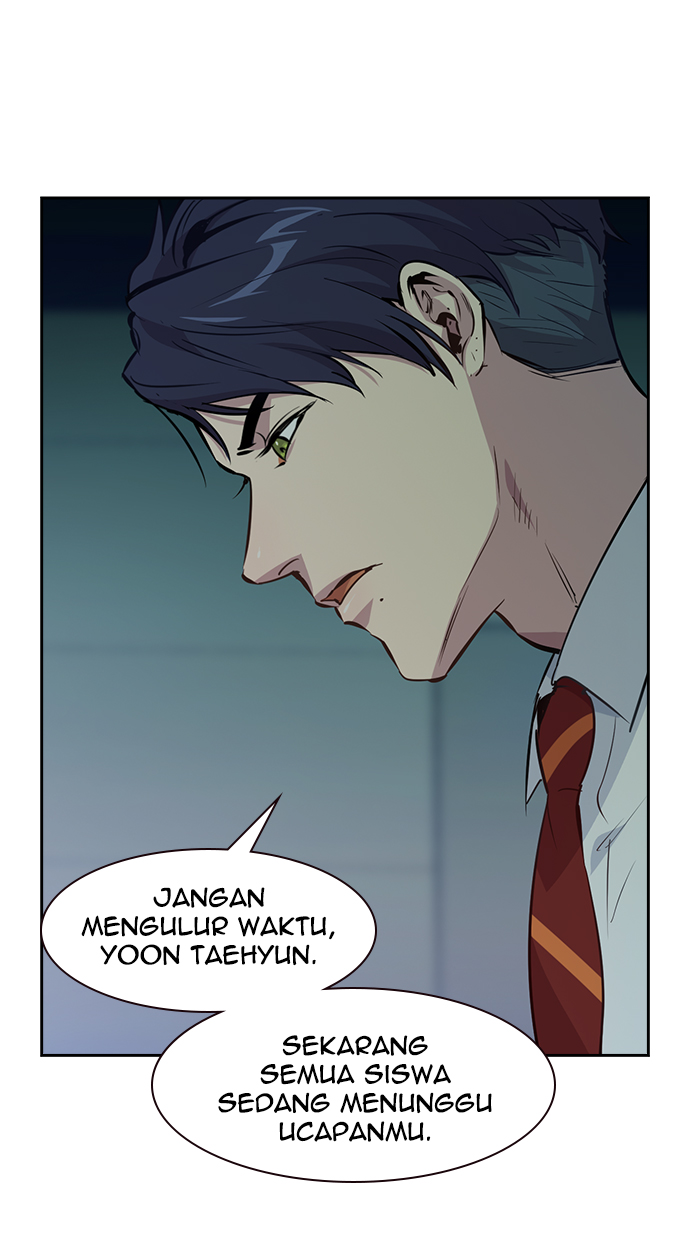 JANGAN
MENGULUR WAKTU,
YOON TAEHYUN.
SEKARANG
SEMUA SISWA
SEDANG MENUNGGU
UCAPANMU.